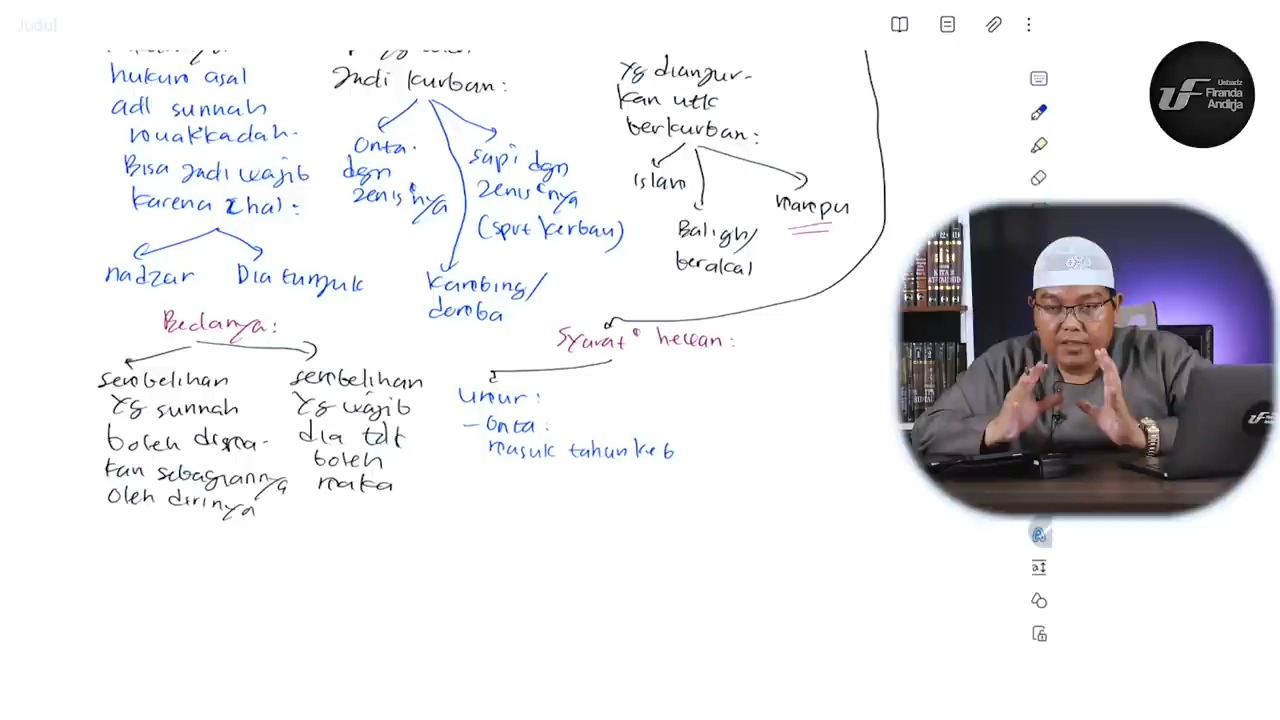 Judul
hukum asal
adl sunnah
muakkadah.
Bisa jadi wajib
karena 2 hal:
nadzar
Dia tunjuk
Jadi kurban:
Onta.
dgn
jenis²nya
sapi dgn
jenis²nya
(sprt kerbau)
Kambing/
domba
yg dianjur-
kan utk
berkurban:
Islam
Baligh/
berakal
mampu
Bedanya:
sembelihan
yg sunnah
boleh dima-
kan sebagiannya
oleh dirinya
sembelihan
yg wajib
dia tdk
boleh
maka
Syarat² hewan:
Umur:
- Onta:
masuk tahun ke 6
Ustadz
Firanda
Andirja